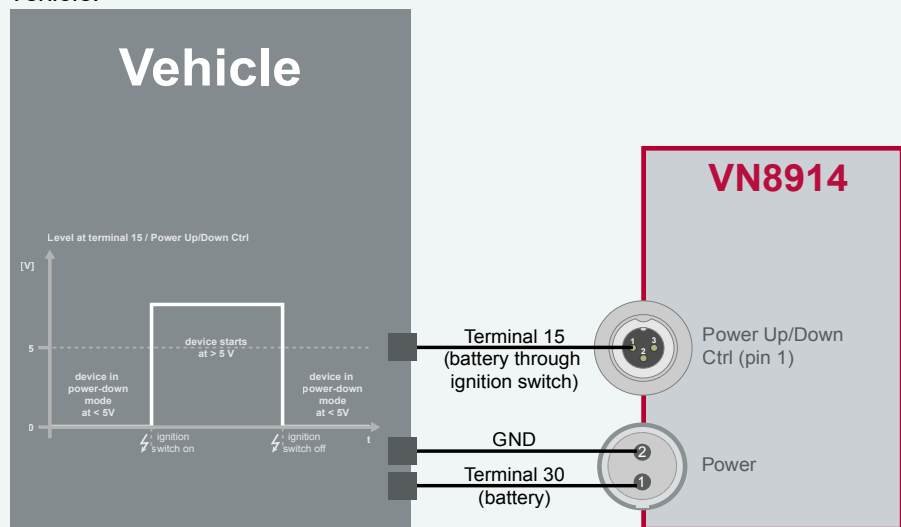 vehicle.
Vehicle
VN8914
Level at terminal 15 / Power Up/Down Ctrl
[V]
5
0
device starts
at > 5 V
device in
power-down
mode
at < 5V
device in
power-down
mode
at < 5V
ignition
switch on
ignition
switch off
t
Terminal 15
(battery through
ignition switch)
1
2
3
Power Up/Down
Ctrl (pin 1)
GND
2
Terminal 30
(battery)
1
Power